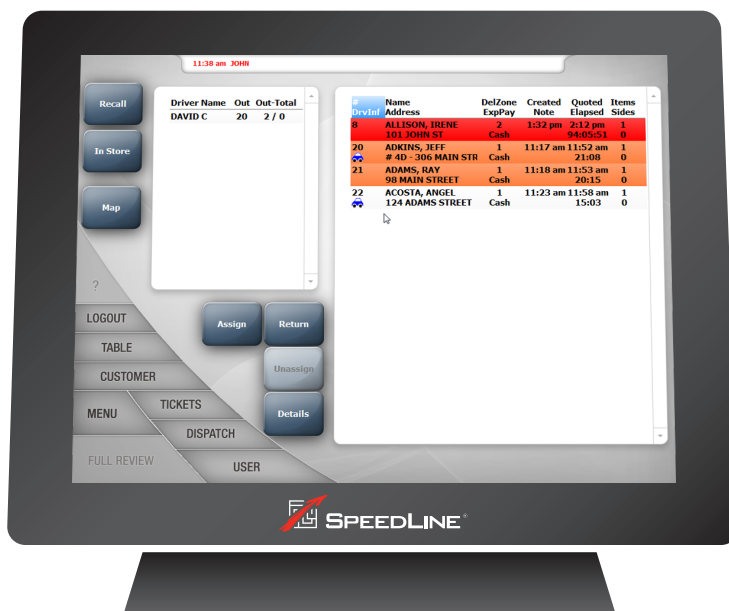 11:38 am JOHN
Recall
In Store
Map
?
LOGOUT
TABLE
CUSTOMER
MENU
TICKETS
DISPATCH
FULL REVIEW
USER
Driver Name Out Out-Total
DAVID C 20 2 / 0
Assign
Return
Unassign
Details
# Name DelZone Created Quoted Items
DrvInf Address ExpPay Note Elapsed Sides
8 ALLISON, IRENE 2 1:32 pm 2:12 pm 1
101 JOHN ST Cash 94:05:51 0
20 ADKINS, JEFF 1 11:17 am 11:52 am 1
# 4D - 306 MAIN STR Cash 21:08 0
21 ADAMS, RAY 1 11:18 am 11:53 am 1
98 MAIN STREET Cash 20:15 0
22 ACOSTA, ANGEL 1 11:23 am 11:58 am 1
124 ADAMS STREET Cash 15:03 0
SPEEDLINE®